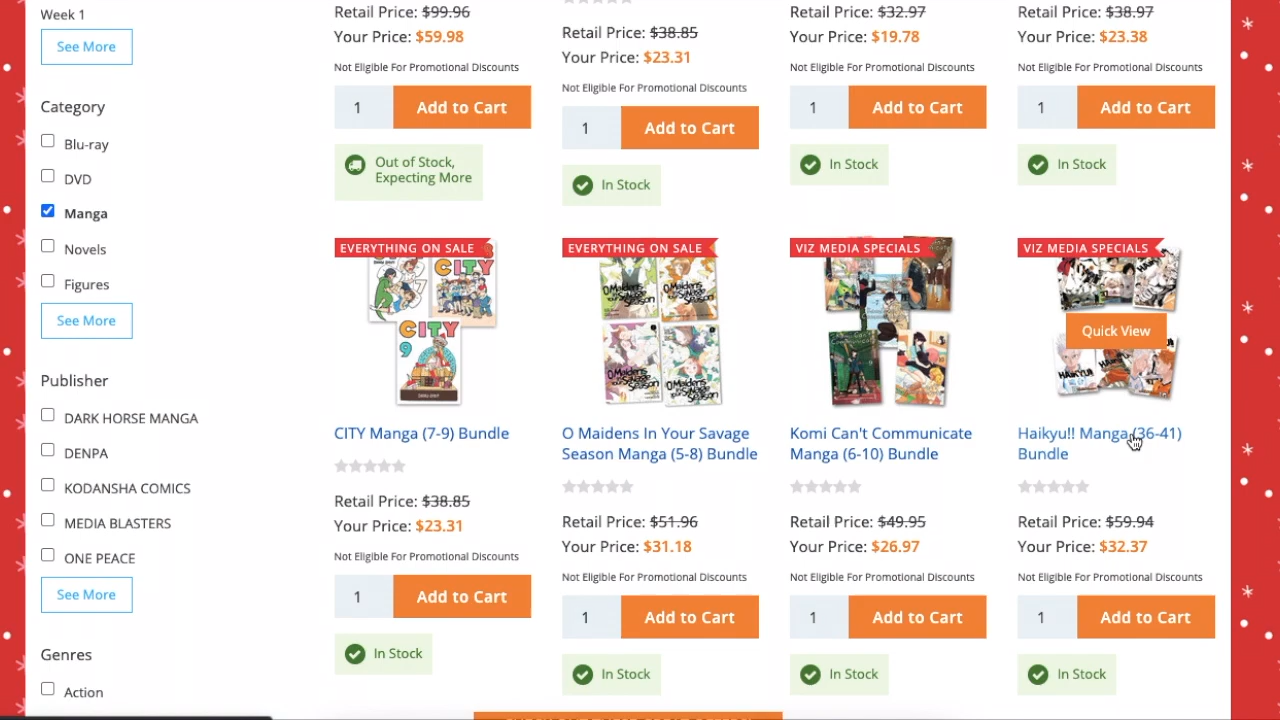 Week 1
See More
Category
Blu-ray
DVD
Manga
Novels
Figures
See More
Publisher
DARK HORSE MANGA
DENPA
KODANSHA COMICS
MEDIA BLASTERS
ONE PEACE
See More
Genres
Action
Retail Price: $99.96
Your Price: $59.98
Not Eligible For Promotional Discounts
1
Add to Cart
Out of Stock,
Expecting More
Retail Price: $38.85
Your Price: $23.31
Not Eligible For Promotional Discounts
1
Add to Cart
In Stock
Retail Price: $32.97
Your Price: $19.78
Not Eligible For Promotional Discounts
1
Add to Cart
In Stock
Retail Price: $38.97
Your Price: $23.38
Not Eligible For Promotional Discounts
1
Add to Cart
In Stock
EVERYTHING ON SALE
CITY
7
CITY
9
CITY Manga (7-9) Bundle
Retail Price: $38.85
Your Price: $23.31
Not Eligible For Promotional Discounts
1
Add to Cart
In Stock
EVERYTHING ON SALE
O Maidens In Your Savage
Season Manga (5-8) Bundle
Retail Price: $51.96
Your Price: $31.18
Not Eligible For Promotional Discounts
1
Add to Cart
In Stock
VIZ MEDIA SPECIALS
Komi Can't Communicate
Manga (6-10) Bundle
Retail Price: $49.95
Your Price: $26.97
Not Eligible For Promotional Discounts
1
Add to Cart
In Stock
VIZ MEDIA SPECIALS
Quick View
Haikyu!! Manga (36-41)
Bundle
Retail Price: $59.94
Your Price: $32.37
Not Eligible For Promotional Discounts
1
Add to Cart
In Stock